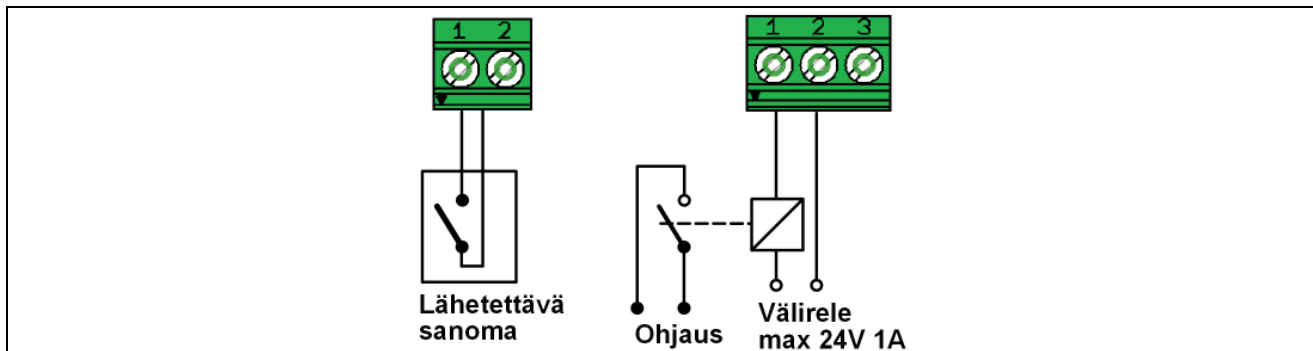 1 2
1 2 3
Lähetettävä
sanoma
Ohjaus
Välirele
max 24V 1A